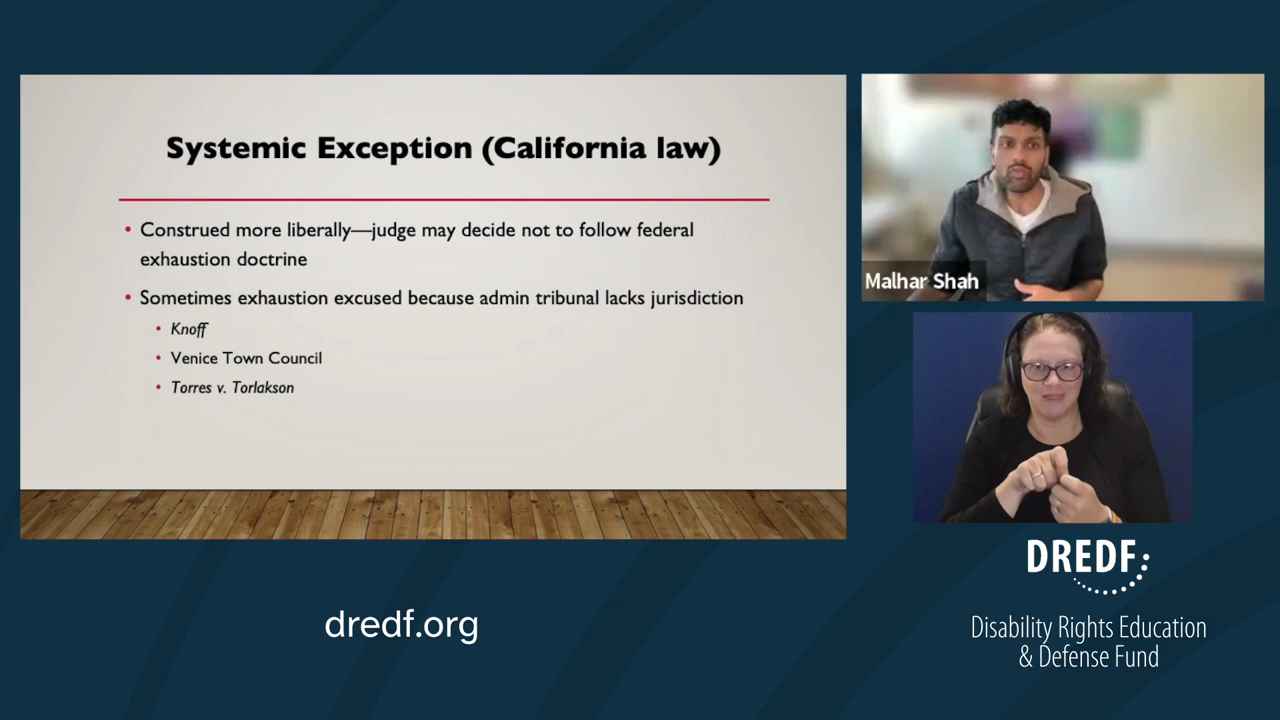 Systemic Exception (California law)
• Construed more liberally—judge may decide not to follow federal
exhaustion doctrine
• Sometimes exhaustion excused because admin tribunal lacks jurisdiction
• Knoff
• Venice Town Council
• Torres v. Torlakson
Malhar Shah
DREDF
dredf.org
Disability Rights Education
& Defense Fund